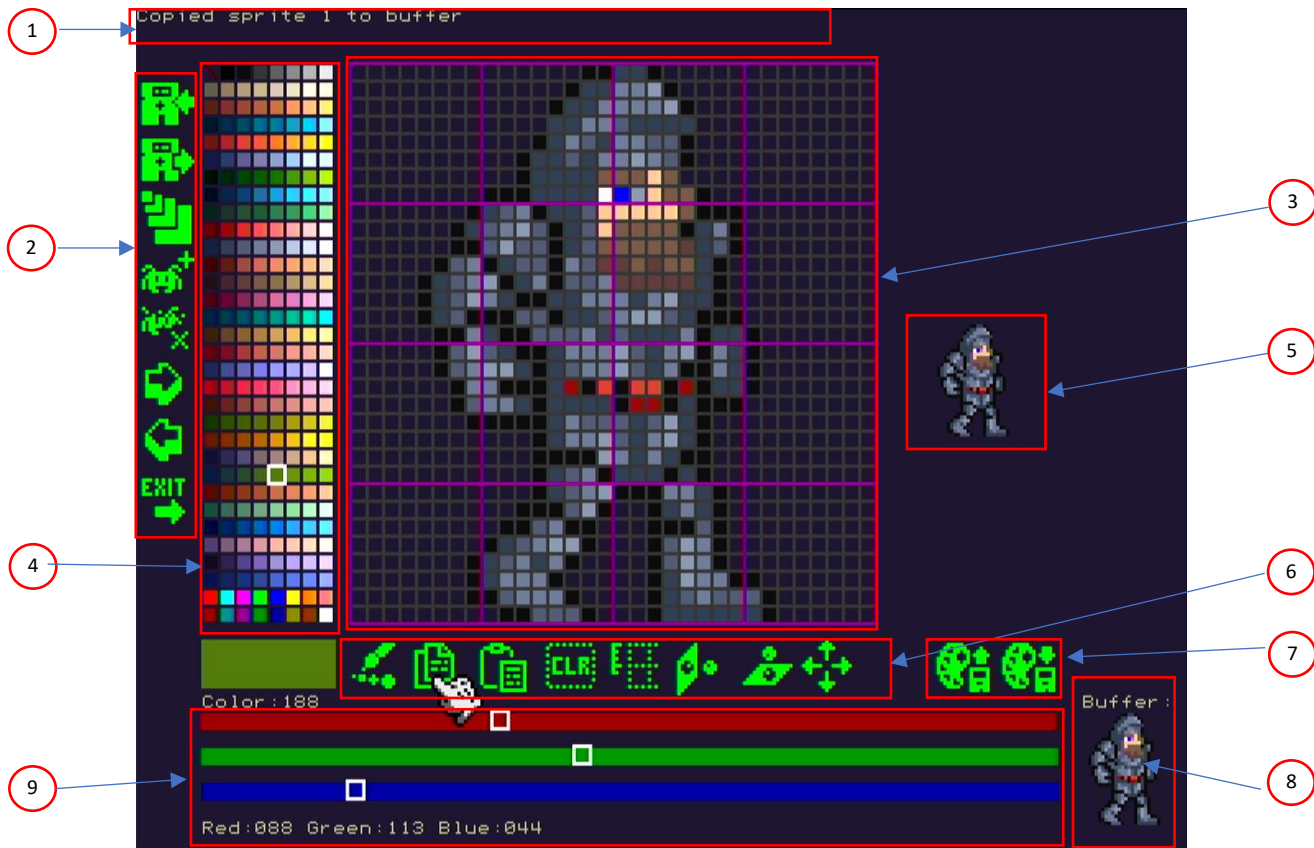 1
Copied sprite 1 to buffer
2
3
EXIT
5
4
6
CLR
7
Color:188
Buffer:
9
8
Red:088 Green:113 Blue:044